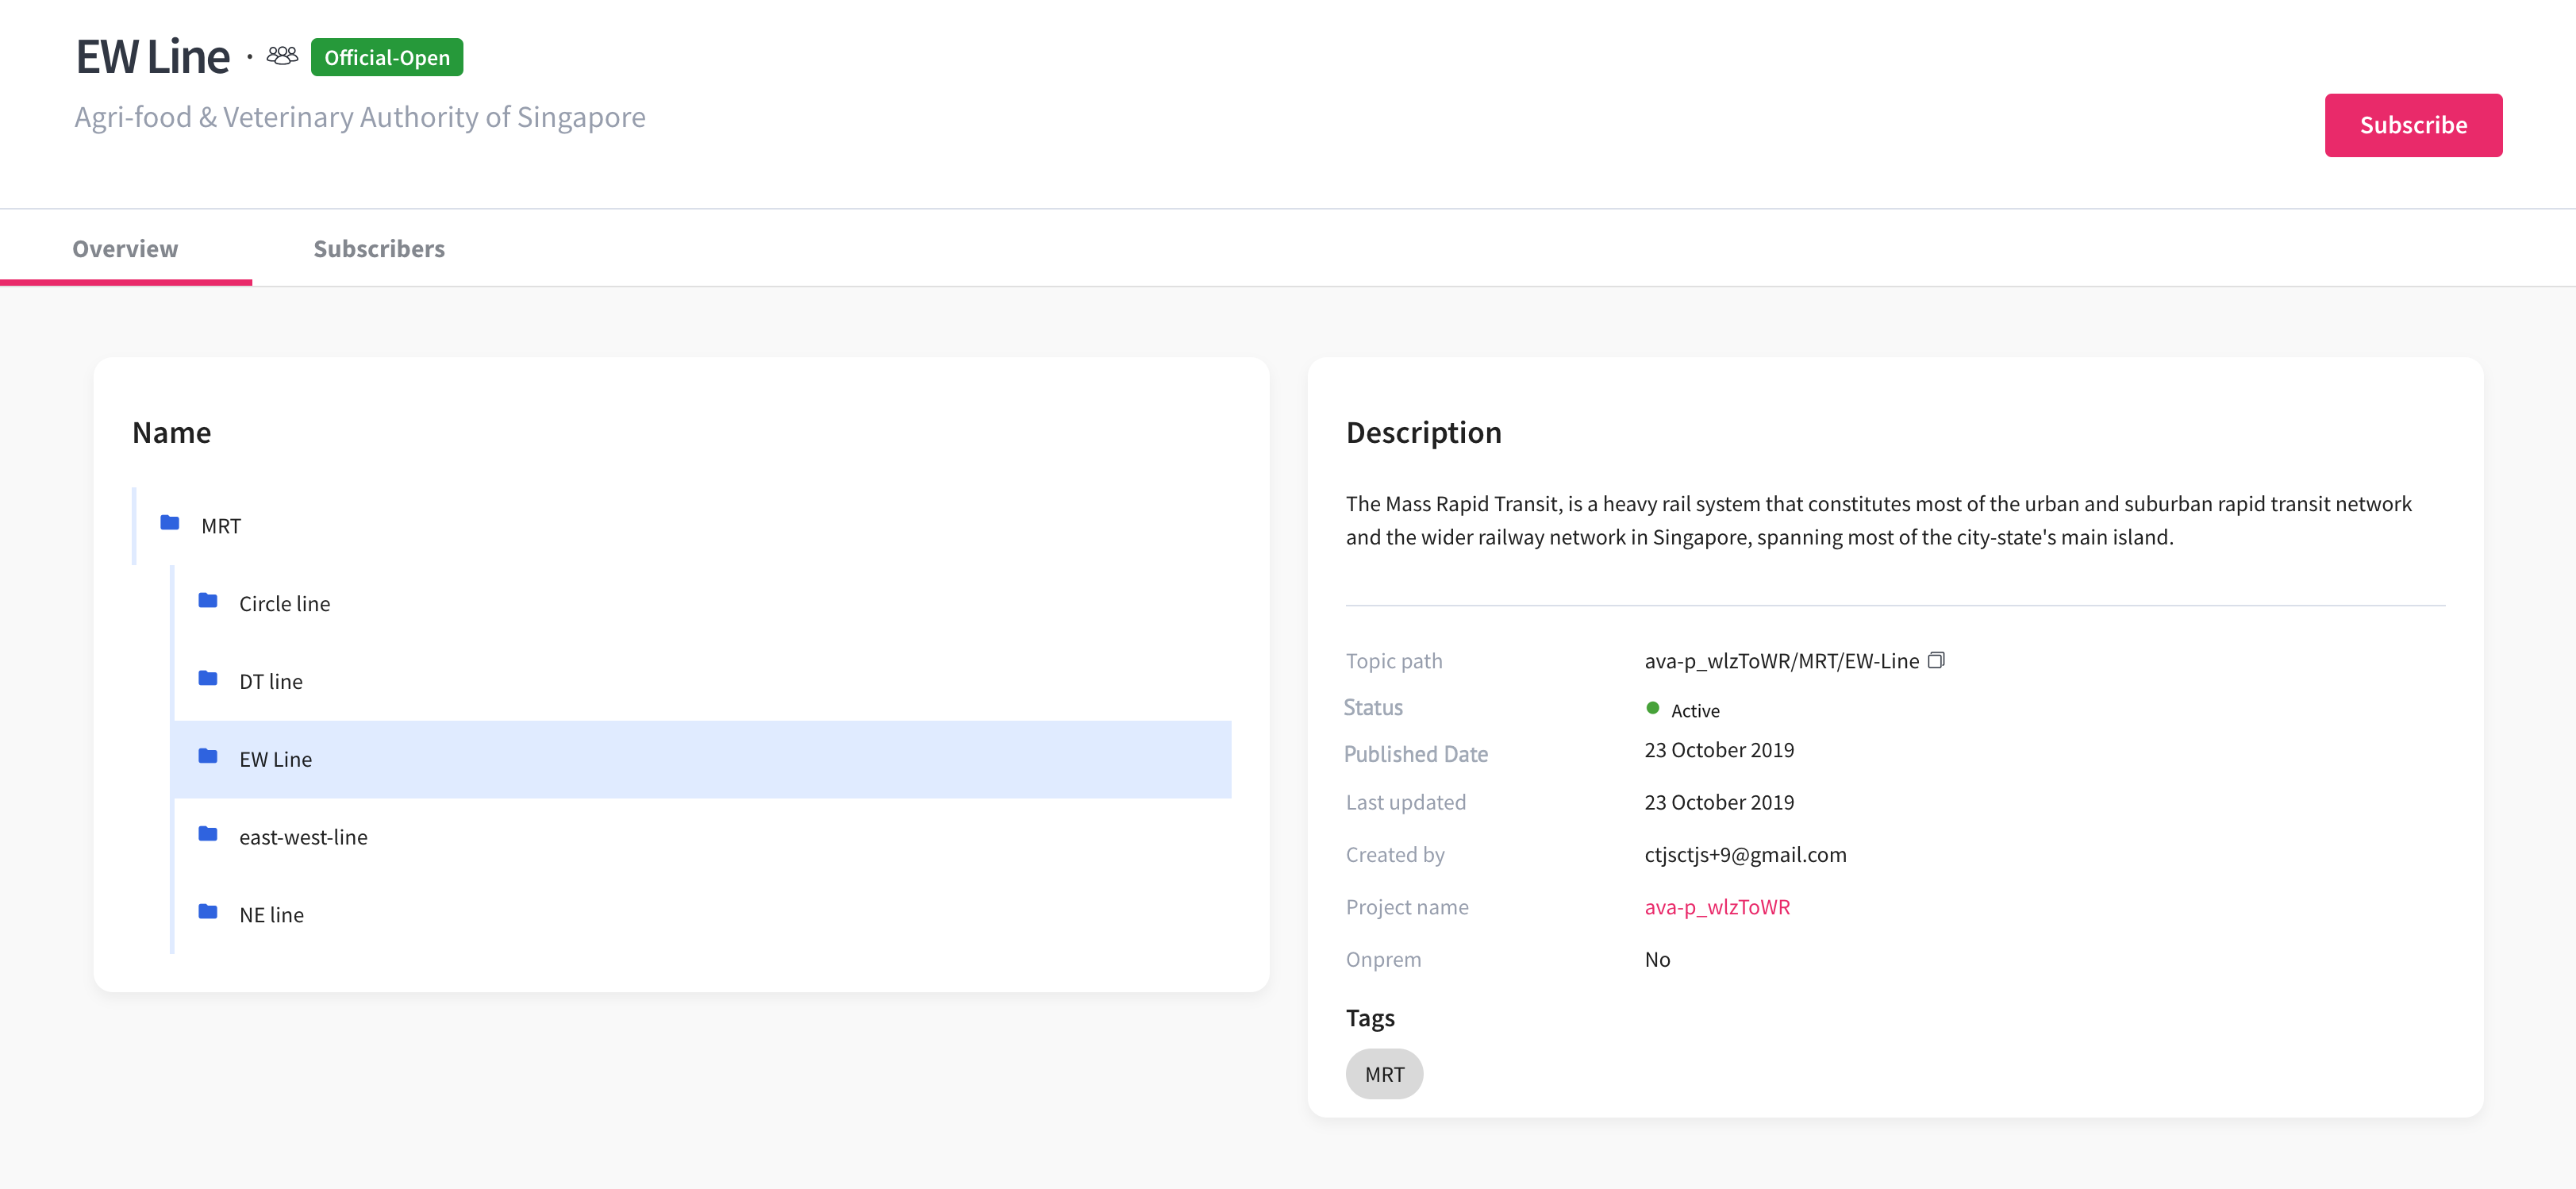 EW Line · Official-Open
Agri-food & Veterinary Authority of Singapore
Subscribe
Overview Subscribers
Name
MRT
Circle line
DT line
EW Line
east-west-line
NE line
Description
The Mass Rapid Transit, is a heavy rail system that constitutes most of the urban and suburban rapid transit network
and the wider railway network in Singapore, spanning most of the city-state's main island.
Topic path ava-p_wlzToWR/MRT/EW-Line
Status Active
Published Date 23 October 2019
Last updated 23 October 2019
Created by ctjsctjs+9@gmail.com
Project name ava-p_wlzToWR
Onprem No
Tags
MRT